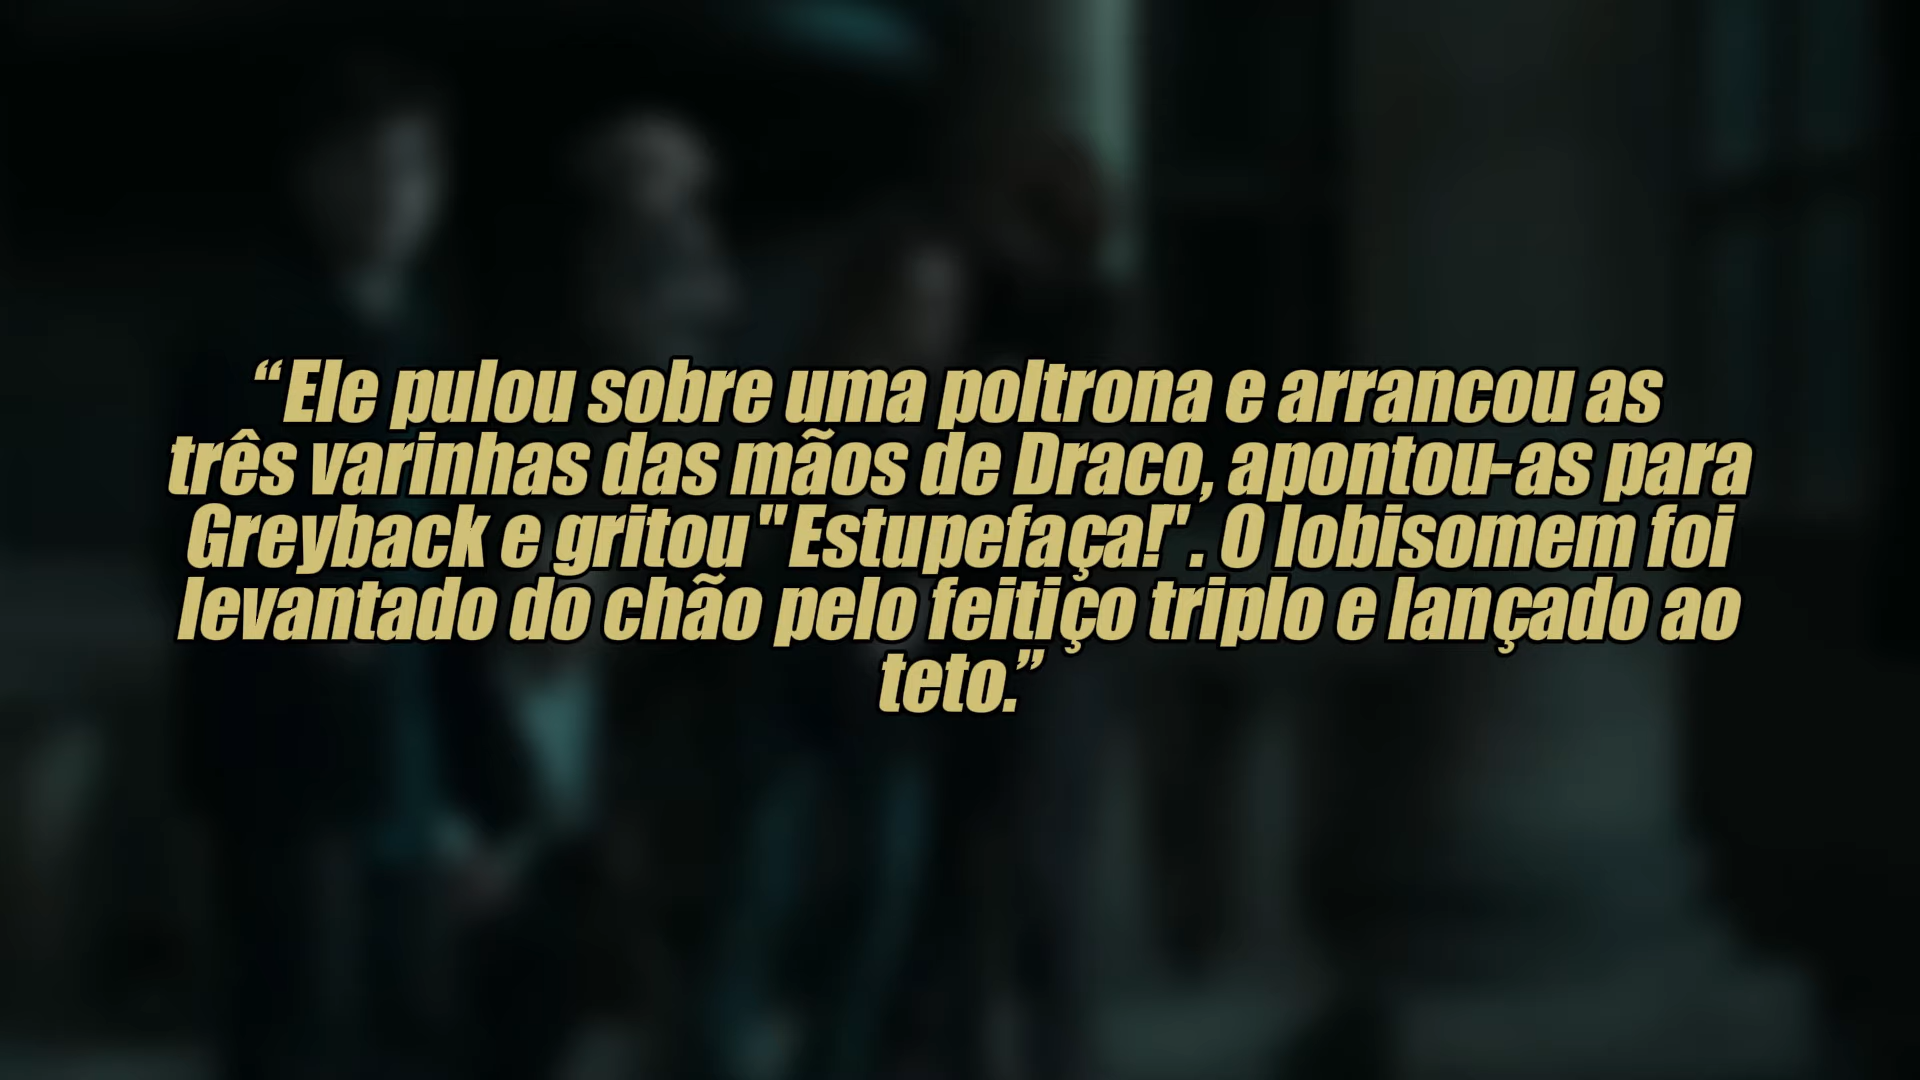 “Ele pulou sobre uma poltrona e arrancou as
três varinhas das mãos de Draco, apontou-as para
Greyback e gritou "Estupefaça!". O lobisomem foi
levantado do chão pelo feitiço triplo e lançado ao
teto.”